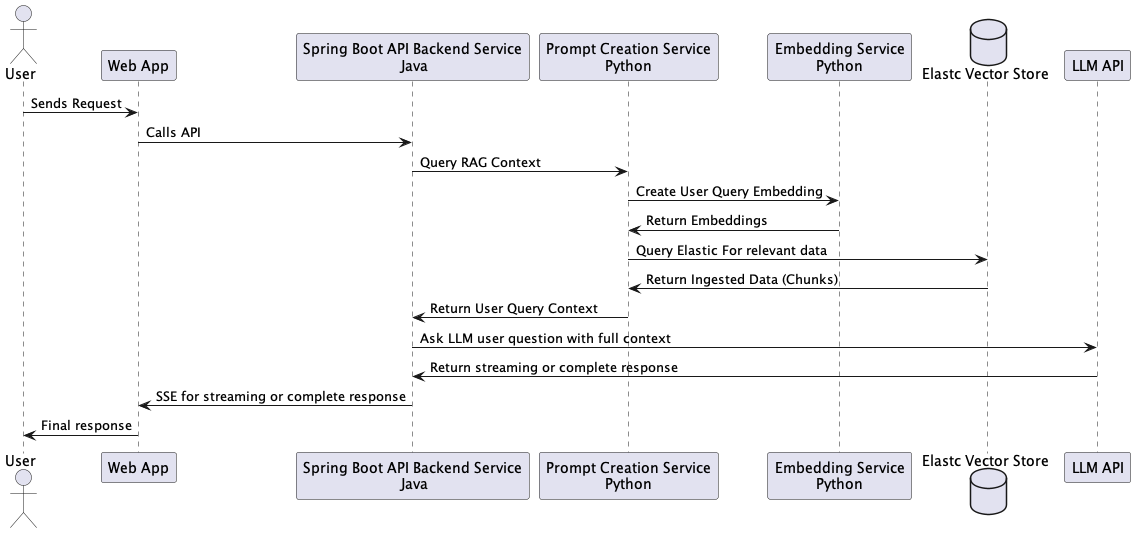 User
Web App
Spring Boot API Backend Service
Java
Prompt Creation Service
Python
Embedding Service
Python
Elastc Vector Store
LLM API
Sends Request
Calls API
Query RAG Context
Create User Query Embedding
Return Embeddings
Query Elastic For relevant data
Return Ingested Data (Chunks)
Return User Query Context
Ask LLM user question with full context
Return streaming or complete response
SSE for streaming or complete response
Final response
User
Web App
Spring Boot API Backend Service
Java
Prompt Creation Service
Python
Embedding Service
Python
Elastc Vector Store
LLM API